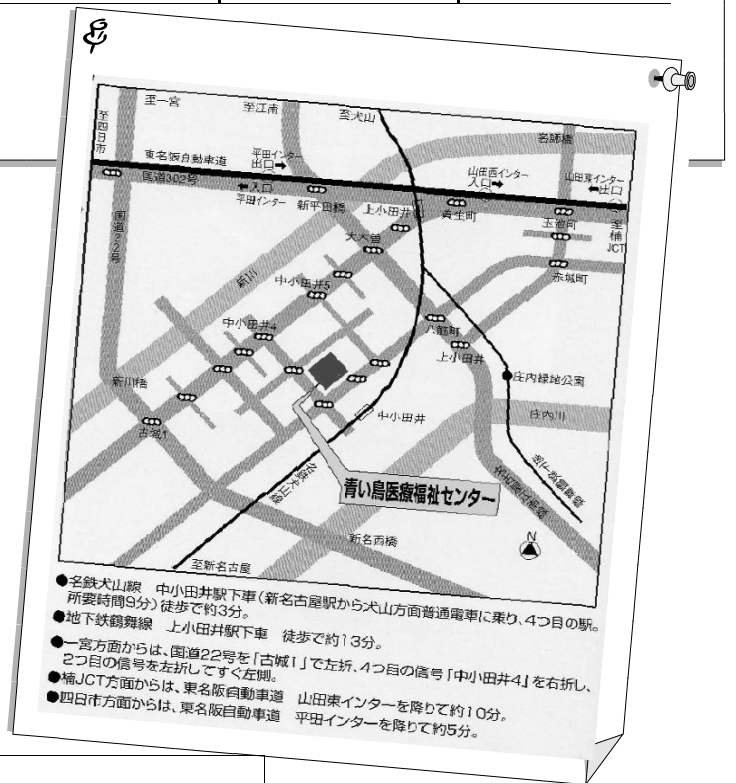 至一宮
至江南
至犬山
名師橋
至四日市
東名阪自動車道
平田インター
出口➡
山田西インター
入口➡
山田東インター
⬅出口
国道302号
⬅入口
平田インター
新平田橋
上小田井
貴生町
玉池町
至楠JCT
国道22号
大木曽
新川
中小田井5
赤城町
中小田井4
八筋町
上小田井
庄内緑地公園
新川橋
中小田井
庄内川
古城1
名鉄犬山線
青い鳥医療福祉センター
地下鉄鶴舞線
新名西橋
N
至新名古屋
●名鉄犬山線 中小田井駅下車(新名古屋駅から犬山方面普通電車に乗り、4つ目の駅。
所要時間9分)徒歩で約3分。
●地下鉄鶴舞線 上小田井駅下車 徒歩で約13分。
●一宮方面からは、国道22号を「古城1」で左折、4つ目の信号「中小田井4」を右折し、
2つ目の信号を左折してすぐ左側。
●楠JCT方面からは、東名阪自動車道 山田東インターを降りて約10分。
●四日市方面からは、東名阪自動車道 平田インターを降りて約5分。